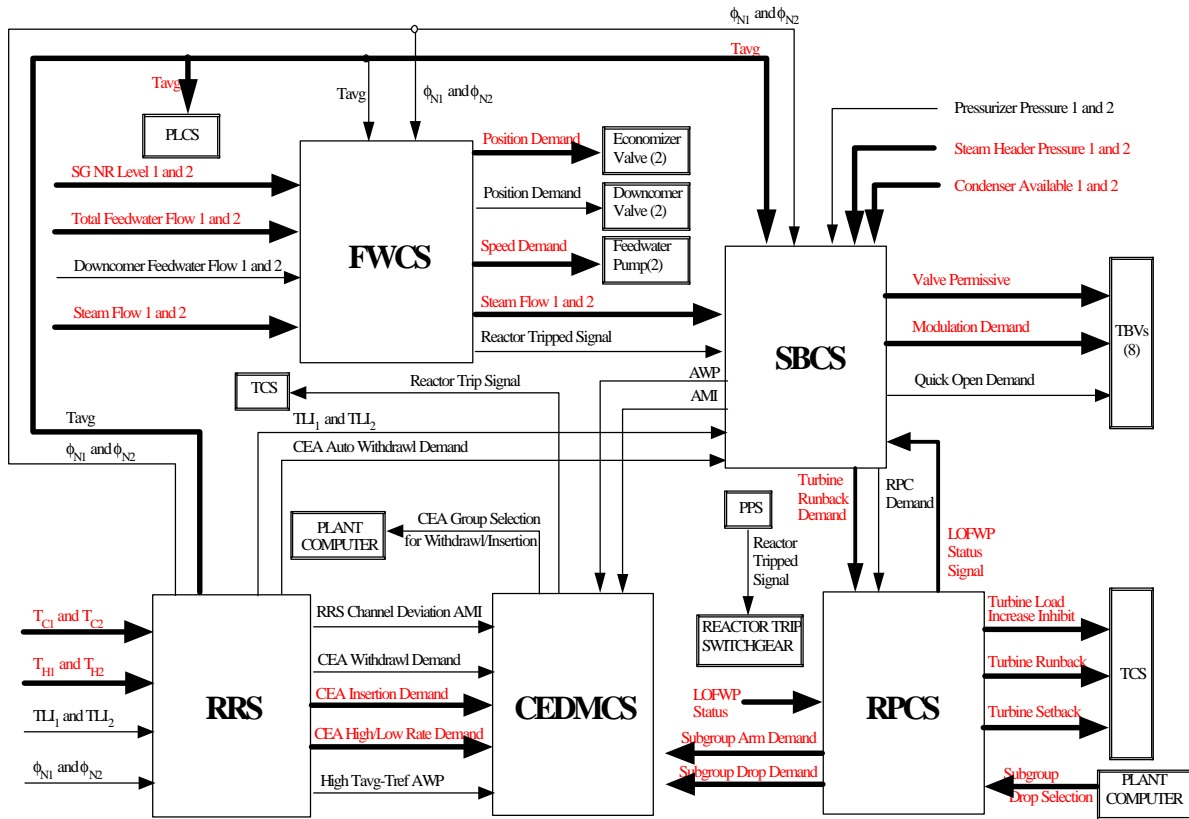 ϕN1 and ϕN2
ϕN1 and ϕN2
Tavg
Tavg
Tavg
ϕN1 and ϕN2
PLCS
Pressurizer Pressure 1 and 2
Steam Header Pressure 1 and 2
Condenser Available 1 and 2
SG NR Level 1 and 2
Total Feedwater Flow 1 and 2
Downcomer Feedwater Flow 1 and 2
Steam Flow 1 and 2
FWCS
Position Demand
Economizer
Valve (2)
Position Demand
Downcomer
Valve (2)
Speed Demand
Feedwater
Pump(2)
Steam Flow 1 and 2
Reactor Tripped Signal
SBCS
Valve Permissive
Modulation Demand
Quick Open Demand
TBVs
(8)
TCS
Reactor Trip Signal
AWP
AMI
TLI1 and TLI2
CEA Auto Withdrawl Demand
Tavg
PLANT
COMPUTER
CEA Group Selection
for Withdrawl/Insertion
PPS
Reactor
Tripped
Signal
REACTOR TRIP
SWITCHGEAR
Turbine
Runback
Demand
RPC
Demand
LOFWP
Status
Signal
TC1 and TC2
TH1 and TH2
TLI1 and TLI2
ϕN1 and ϕN2
RRS
RRS Channel Deviation AMI
CEA Withdrawl Demand
CEA Insertion Demand
CEA High/Low Rate Demand
High Tavg-Tref AWP
CEDMCS
LOFWP
Status
Subgroup Arm Demand
Subgroup Drop Demand
RPCS
Turbine Load
Increase Inhibit
Turbine Runback
Turbine Setback
TCS
Subgroup
Drop Selection
PLANT
COMPUTER